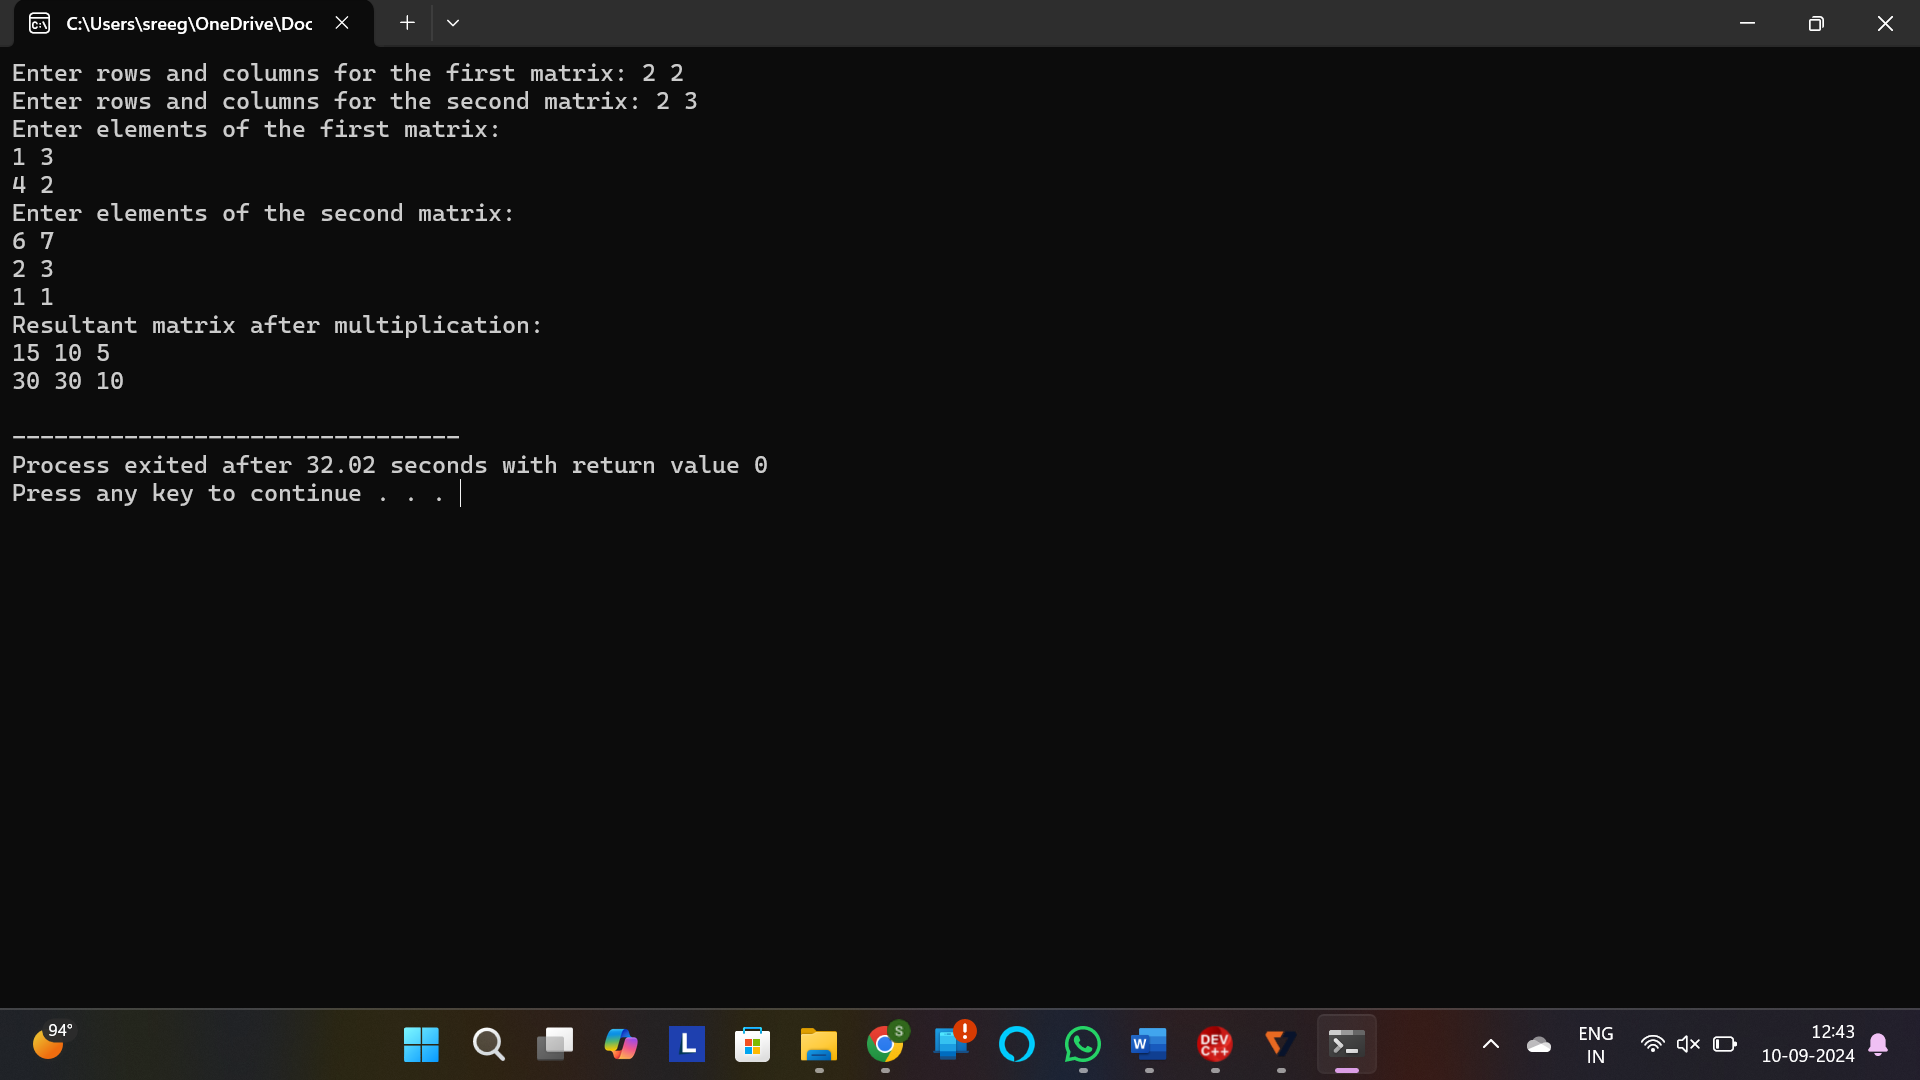 C:\Users\sreeg\OneDrive\Doc
Enter rows and columns for the first matrix: 2 2
Enter rows and columns for the second matrix: 2 3
Enter elements of the first matrix:
1 3
4 2
Enter elements of the second matrix:
6 7
2 3
1 1
Resultant matrix after multiplication:
15 10 5
30 30 10
--------------------------------
Process exited after 32.02 seconds with return value 0
Press any key to continue . . .
94°
L
S
W
DEV
C++
ENG
IN
12:43
10-09-2024